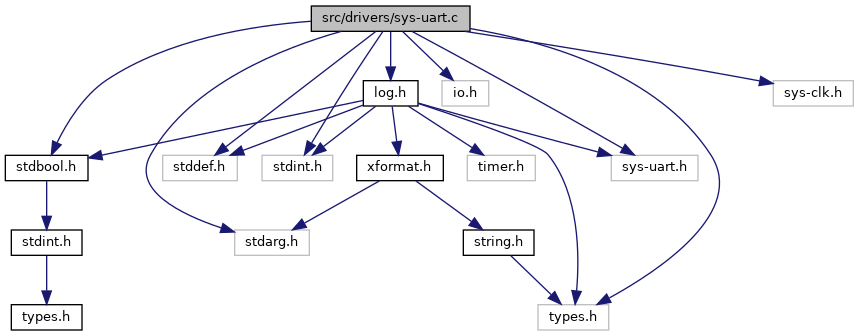 src/drivers/sys-uart.c
log.h
io.h
sys-clk.h
stdbool.h
stddef.h
stdint.h
xformat.h
timer.h
sys-uart.h
stdint.h
stdarg.h
string.h
types.h
types.h